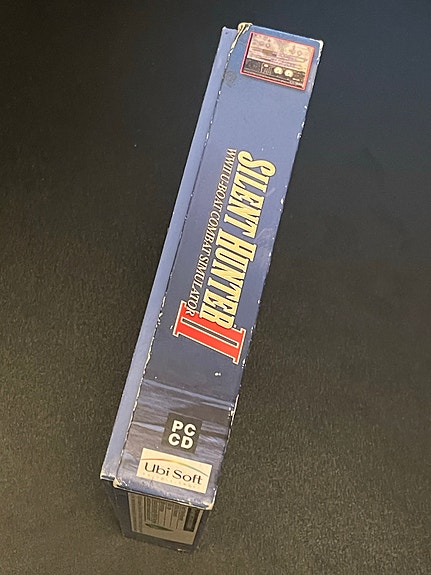 SILENT HUNTER II
WWII U-BOAT COMBAT SIMULATOR
PC
CD
Ubi Soft